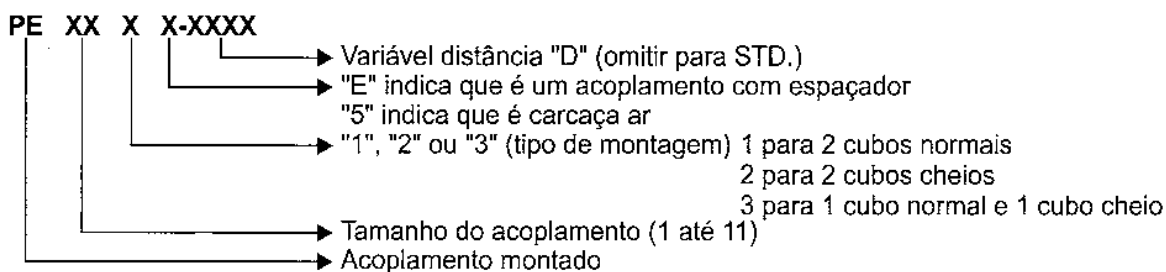 PE XX X X-XXXX
Variável distância "D" (omitir para STD.)
"E" indica que é um acoplamento com espaçador
"5" indica que é carcaça ar
"1", "2" ou "3" (tipo de montagem) 1 para 2 cubos normais
2 para 2 cubos cheios
3 para 1 cubo normal e 1 cubo cheio
Tamanho do acoplamento (1 até 11)
Acoplamento montado